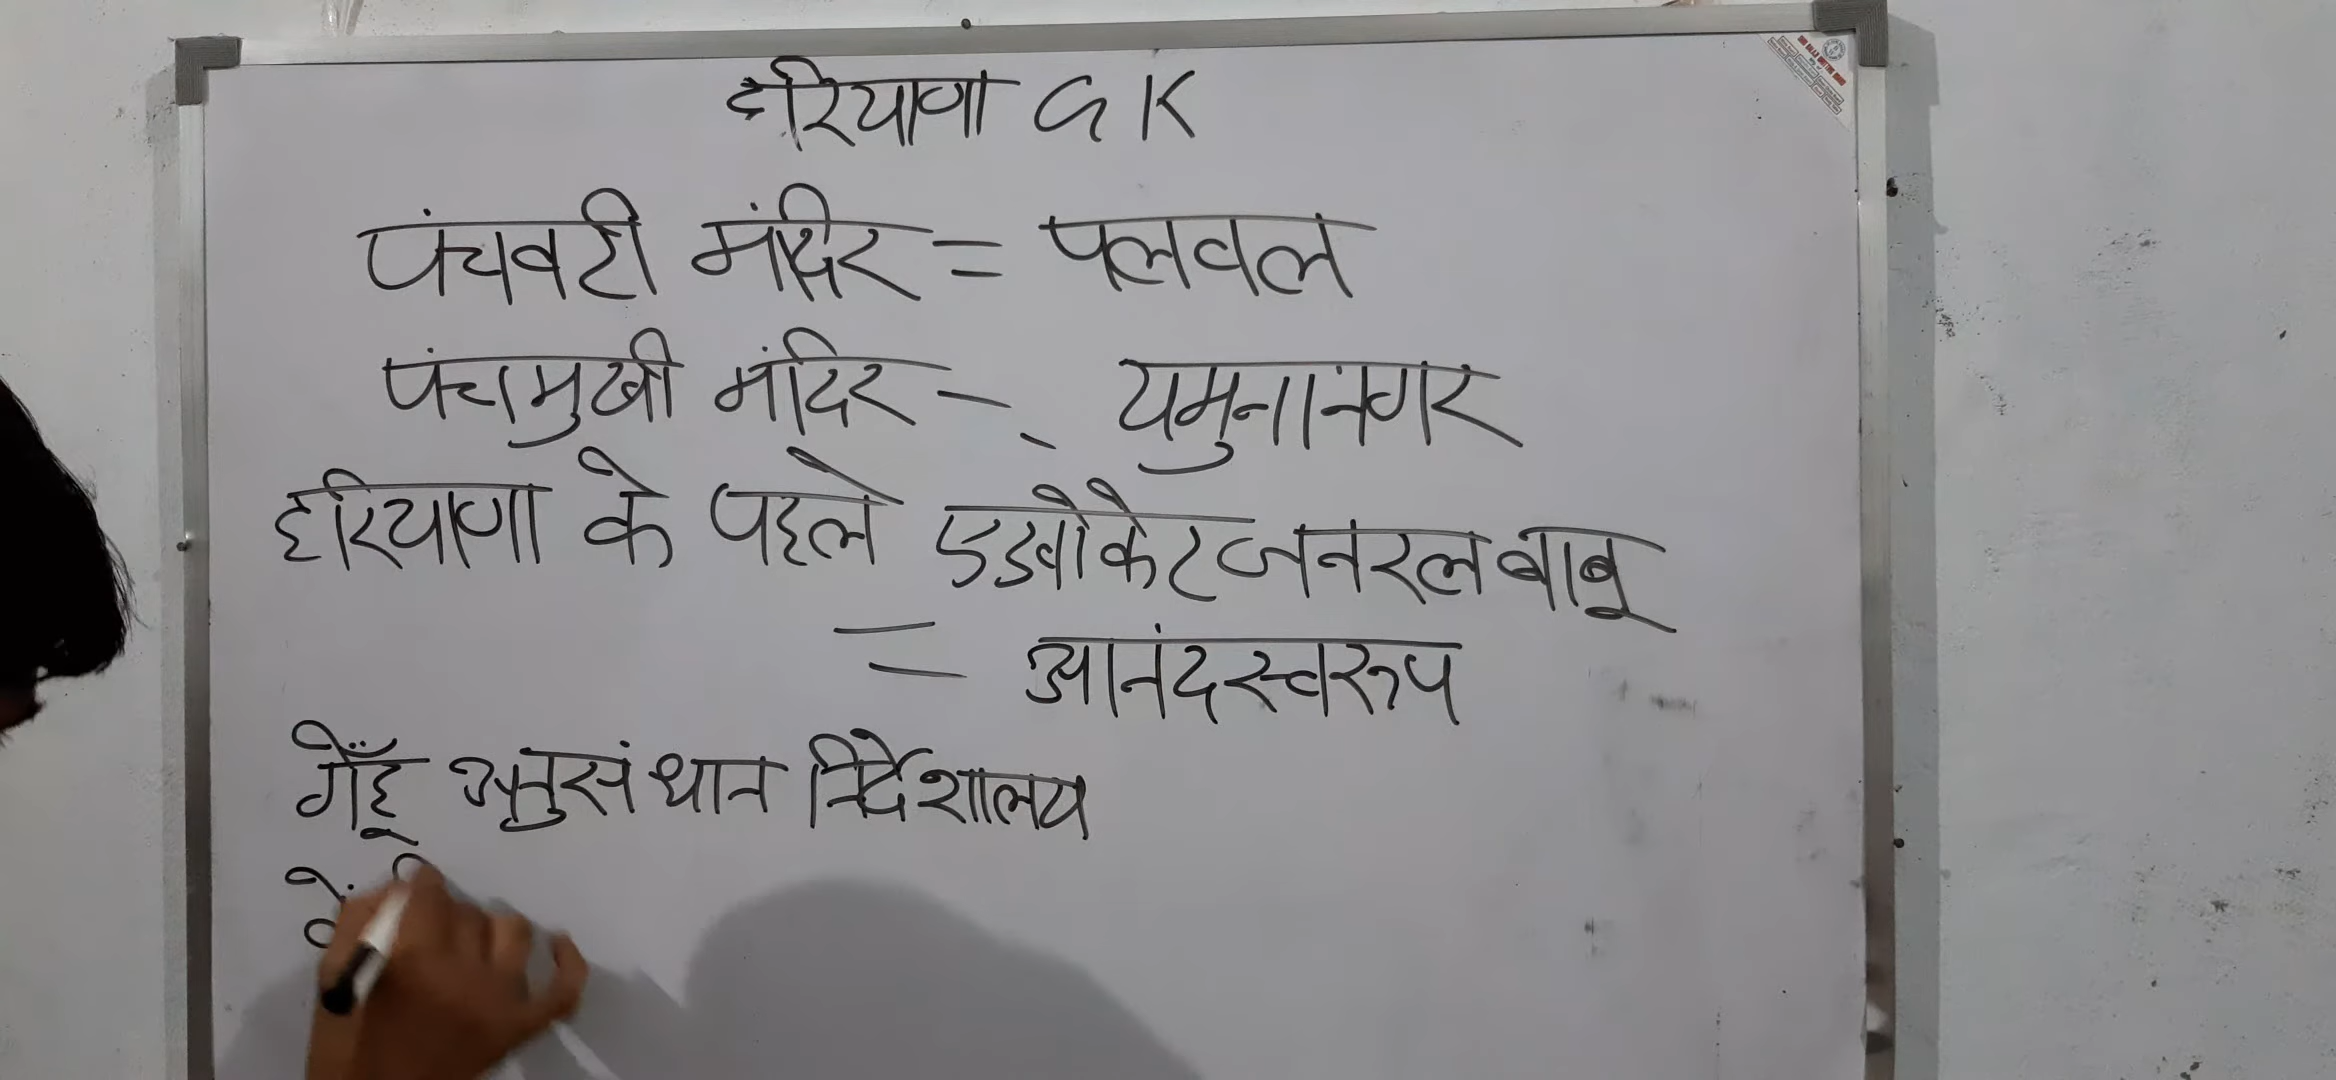 हरियाणा GK
पंचवटी मंदिर = पलवल
पंचमुखी मंदिर = यमुनानगर
हरियाणा के पहले एडवोकेट जनरल बाबू
= आनंदस्वरूप
गेँहू अनुसंधान निर्देशालय